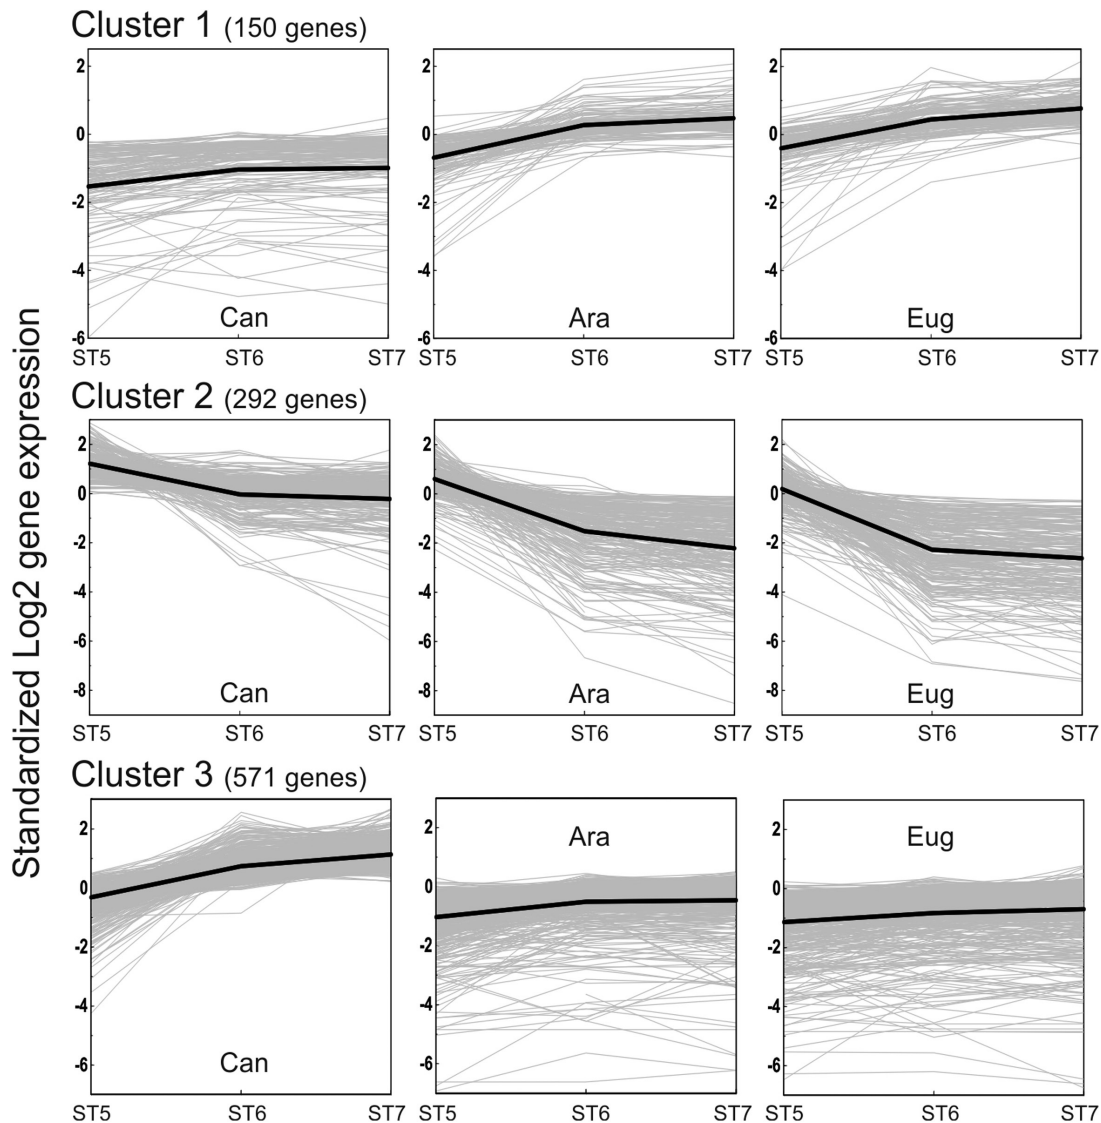 Cluster 1 (150 genes)
2 2 2
0 0 0
-2 -2 -2
-4 -4 -4
Can Ara Eug
-6 -6 -6
ST5 ST6 ST7 ST5 ST6 ST7 ST5 ST6 ST7
Standardized Log2 gene expression
Cluster 2 (292 genes)
2 2 2
0 0 0
-2 -2 -2
-4 -4 -4
-6 -6 -6
-8 -8 -8
Can Ara Eug
ST5 ST6 ST7 ST5 ST6 ST7 ST5 ST6 ST7
Cluster 3 (571 genes)
2 2 2
Ara Eug
0 0 0
-2 -2 -2
-4 -4 -4
-6 -6 -6
Can
ST5 ST6 ST7 ST5 ST6 ST7 ST5 ST6 ST7